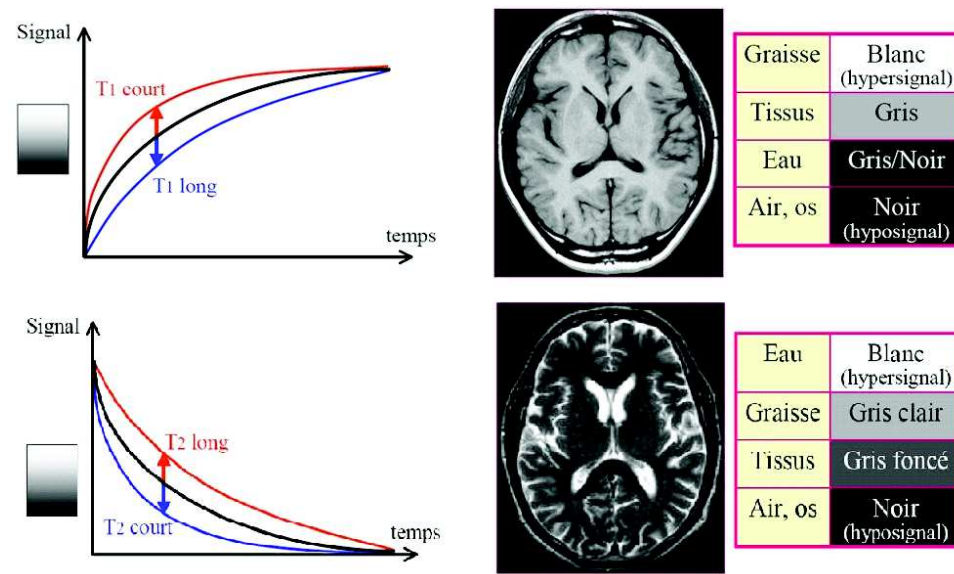 Signal
T1 court
T1 long
temps
Graisse Blanc
(hypersignal)
Tissus Gris
Eau Gris/Noir
Air, os Noir
(hyposignal)
Signal
T2 long
T2 court
temps
Eau Blanc
(hypersignal)
Graisse Gris clair
Tissus Gris foncé
Air, os Noir
(hyposignal)